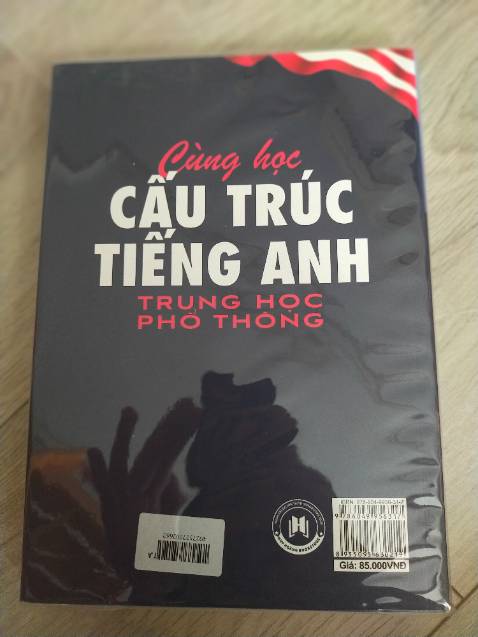 Cùng học
CẤU TRÚC
TIẾNG ANH
TRUNG HỌC
PHỔ THÔNG
Giá: 85.000VNĐ